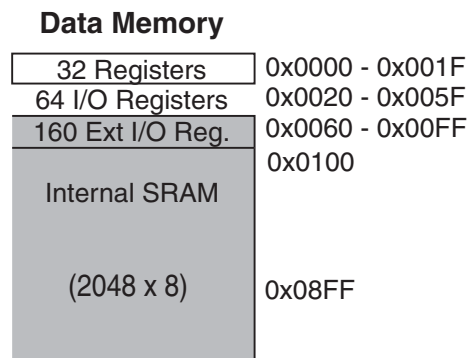 Data Memory
32 Registers 0x0000 - 0x001F
64 I/O Registers 0x0020 - 0x005F
160 Ext I/O Reg. 0x0060 - 0x00FF
0x0100
Internal SRAM
(2048 x 8) 0x08FF